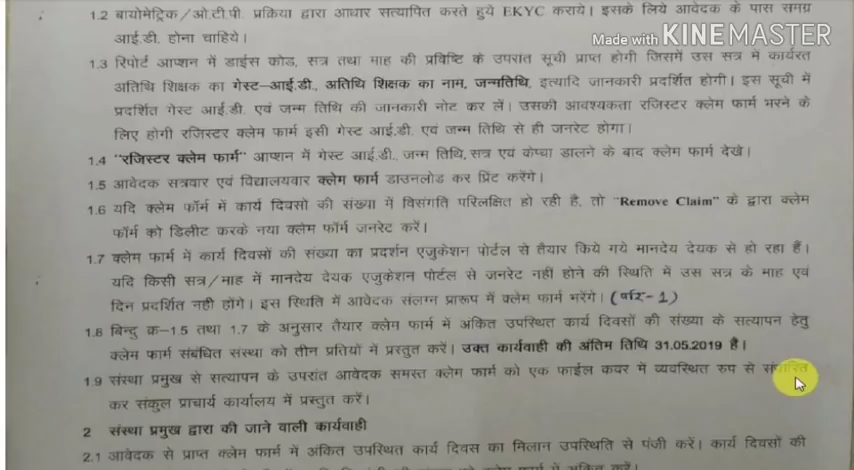 1.2 बायोमेट्रिक/ओ.टी.पी. प्रक्रिया द्वारा आधार सत्यापित करते हुये EKYC कराये। इसके लिये आवेदक के पास समग्र
आई.डी. होना चाहिये।
Made with KINEMASTER
1.3 रिपोर्ट आप्शन में डाईस कोड, सत्र तथा माह की प्रविष्टि के उपरांत सूची प्राप्त होगी जिसमें उस सत्र में कार्यरत
अतिथि शिक्षक का गेस्ट-आई.डी., अतिथि शिक्षक का नाम, जन्मतिथि, इत्यादि जानकारी प्रदर्शित होगी। इस सूची में
प्रदर्शित गेस्ट आई.डी. एवं जन्म तिथि की जानकारी नोट कर लें। उसकी आवश्यकता रजिस्टर क्लेम फार्म भरने के
लिए होगी रजिस्टर क्लेम फार्म इसी गेस्ट आई.डी. एवं जन्म तिथि से ही जनरेट होगा।
1.4 "रजिस्टर क्लेम फार्म" आप्शन में गेस्ट आई.डी., जन्म तिथि, सत्र एवं केप्चा डालने के बाद क्लेम फार्म देखे।
1.5 आवेदक सत्रवार एवं विद्यालयवार क्लेम फार्म डाउनलोड कर प्रिंट करेंगे।
1.6 यदि क्लेम फॉर्म में कार्य दिवसों की संख्या में विसंगति परिलक्षित हो रही है, तो "Remove Claim" के द्वारा क्लेम
फॉर्म को डिलीट करके नया क्लेम फॉर्म जनरेट करें।
1.7 क्लेम फार्म में कार्य दिवसों की संख्या का प्रदर्शन एजुकेशन पोर्टल से तैयार किये गये मानदेय देयक से हो रहा हैं।
यदि किसी सत्र/माह में मानदेय देयक एजुकेशन पोर्टल से जनरेट नहीं होने की स्थिति में उस सत्र के माह एवं
दिन प्रदर्शित नही होंगे। इस स्थिति में आवेदक संलग्न प्रारूप में क्लेम फार्म भरेंगे। (परि-1)
1.8 बिन्दु क्र-1.5 तथा 1.7 के अनुसार तैयार क्लेम फार्म में अंकित उपस्थित कार्य दिवसों की संख्या के सत्यापन हेतु
क्लेम फार्म संबंधित संस्था को तीन प्रतियों में प्रस्तुत करें। उक्त कार्यवाही की अंतिम तिथि 31.05.2019 है।
1.9 संस्था प्रमुख से सत्यापन के उपरांत आवेदक समस्त क्लेम फार्म को एक फाईल कवर में व्यवस्थित रुप से संधारित
कर संकुल प्राचार्य कार्यालय में प्रस्तुत करें।
2 संस्था प्रमुख द्वारा की जाने वाली कार्यवाही
2.1 आवेदक से प्राप्त क्लेम फार्म में अंकित उपस्थित कार्य दिवस का मिलान उपस्थिति से पंजी करें। कार्य दिवसों की